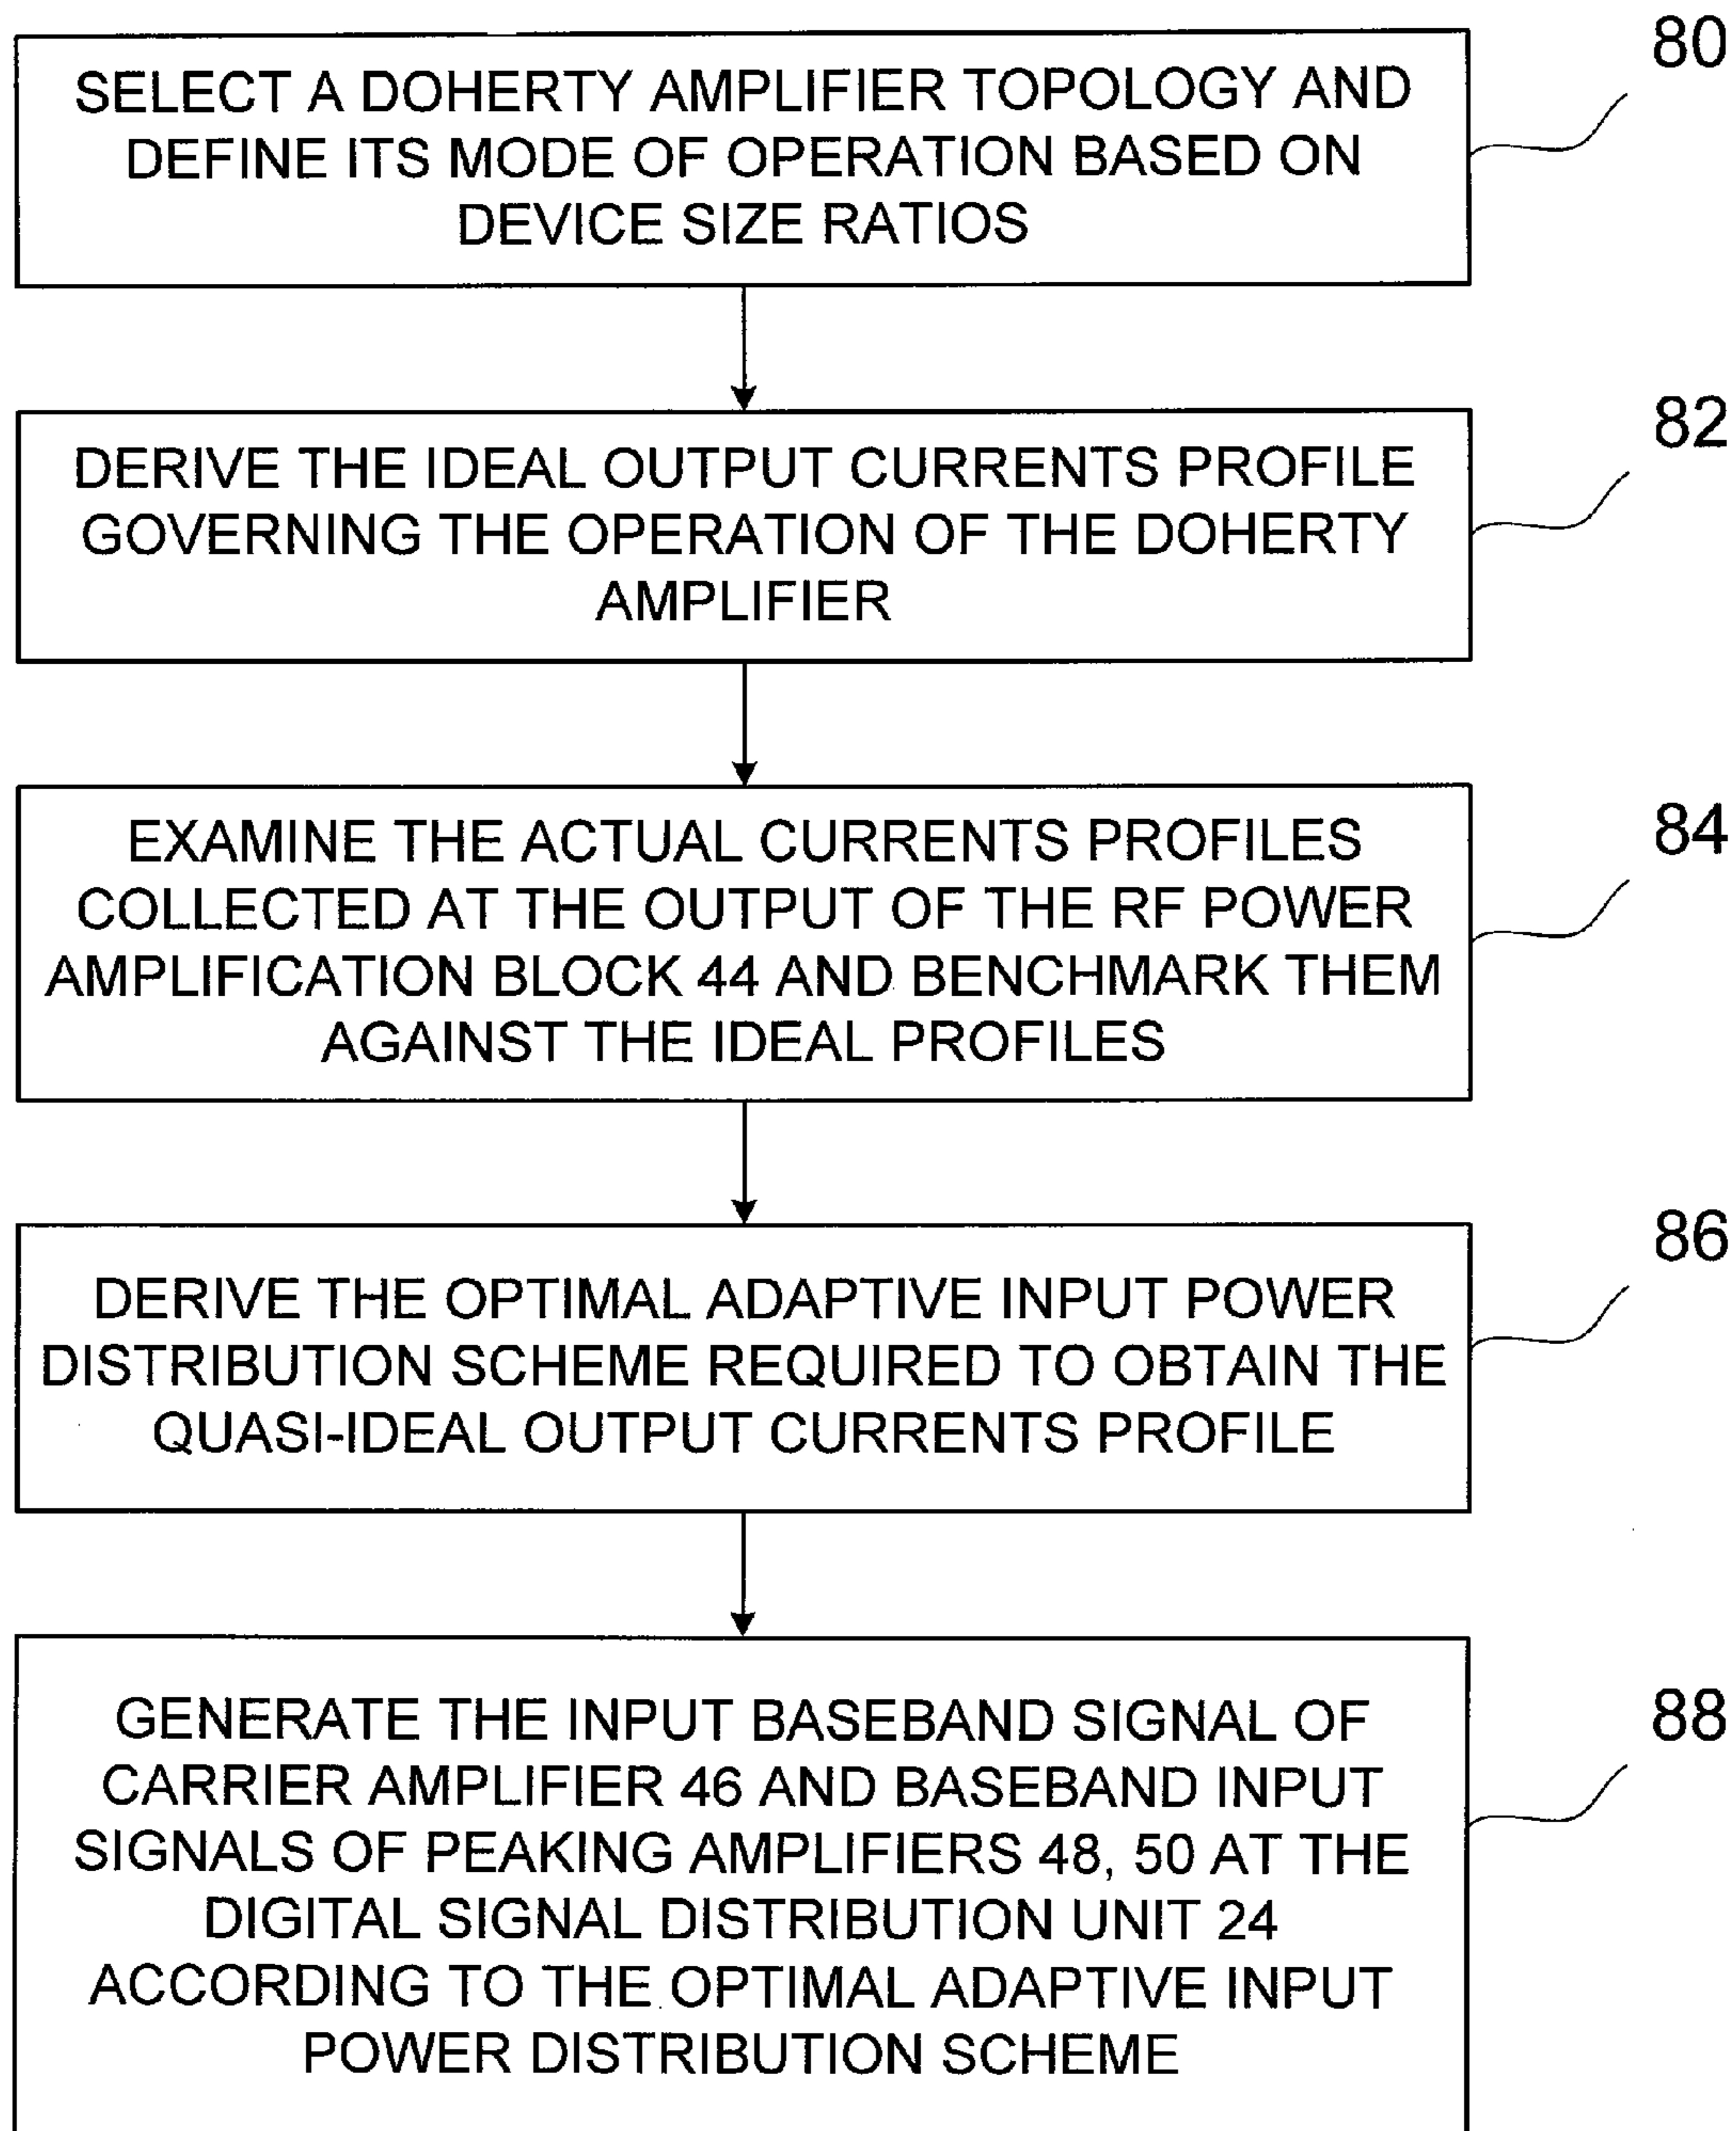 80
SELECT A DOHERTY AMPLIFIER TOPOLOGY AND
DEFINE ITS MODE OF OPERATION BASED ON
DEVICE SIZE RATIOS
82
DERIVE THE IDEAL OUTPUT CURRENTS PROFILE
GOVERNING THE OPERATION OF THE DOHERTY
AMPLIFIER
84
EXAMINE THE ACTUAL CURRENTS PROFILES
COLLECTED AT THE OUTPUT OF THE RF POWER
AMPLIFICATION BLOCK 44 AND BENCHMARK THEM
AGAINST THE IDEAL PROFILES
86
DERIVE THE OPTIMAL ADAPTIVE INPUT POWER
DISTRIBUTION SCHEME REQUIRED TO OBTAIN THE
QUASI-IDEAL OUTPUT CURRENTS PROFILE
88
GENERATE THE INPUT BASEBAND SIGNAL OF
CARRIER AMPLIFIER 46 AND BASEBAND INPUT
SIGNALS OF PEAKING AMPLIFIERS 48, 50 AT THE
DIGITAL SIGNAL DISTRIBUTION UNIT 24
ACCORDING TO THE OPTIMAL ADAPTIVE INPUT
POWER DISTRIBUTION SCHEME